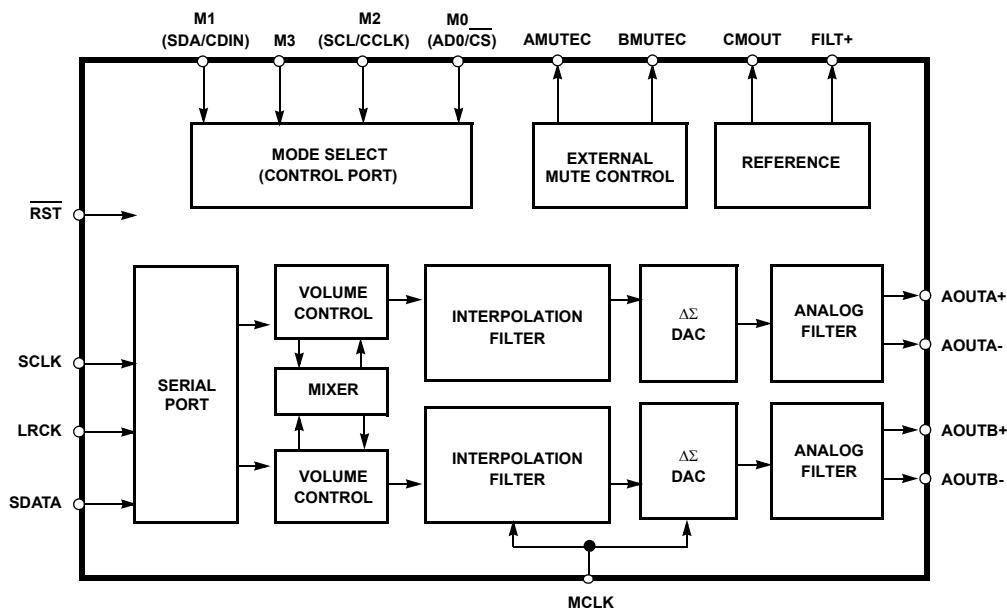 M1
(SDA/CDIN)
M3
M2
(SCL/CCLK)
M0
(AD0/CS)
AMUTEC
BMUTEC
CMOUT
FILT+
MODE SELECT
(CONTROL PORT)
EXTERNAL
MUTE CONTROL
REFERENCE
RST
SERIAL
PORT
VOLUME
CONTROL
MIXER
VOLUME
CONTROL
INTERPOLATION
FILTER
INTERPOLATION
FILTER
ΔΣ
DAC
ΔΣ
DAC
ANALOG
FILTER
ANALOG
FILTER
SCLK
LRCK
SDATA
AOUTA+
AOUTA-
AOUTB+
AOUTB-
MCLK